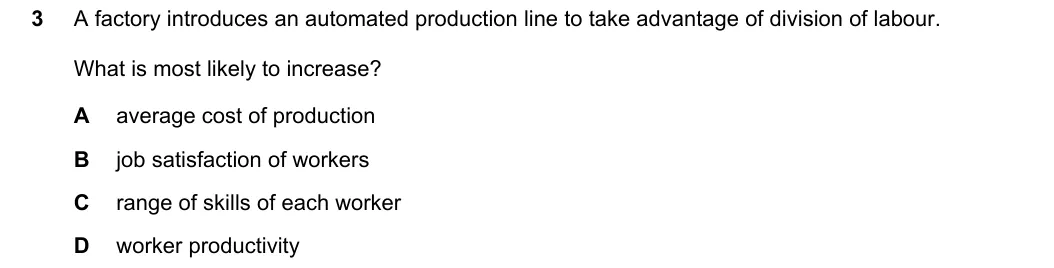 3 A factory introduces an automated production line to take advantage of division of labour.
What is most likely to increase?
A average cost of production
B job satisfaction of workers
C range of skills of each worker
D worker productivity